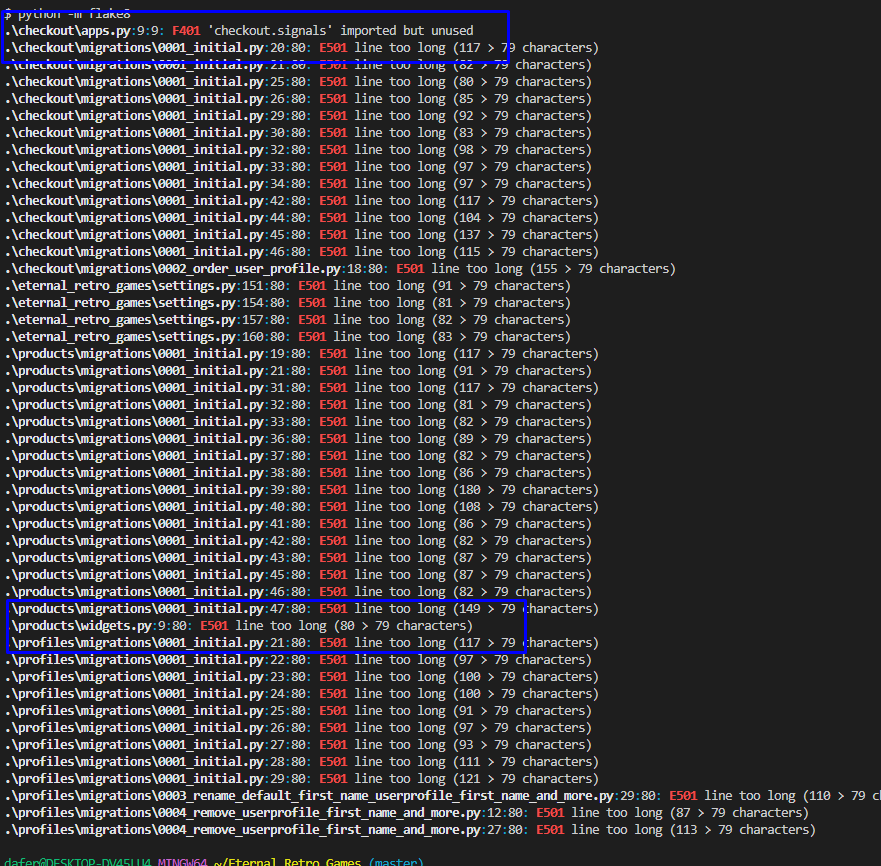 $ python -m flake8
.\checkout\apps.py:9:9: F401 'checkout.signals' imported but unused
.\checkout\migrations\0001_initial.py:20:80: E501 line too long (117 > 79 characters)
.\checkout\migrations\0001_initial.py:21:80: E501 line too long (82 > 79 characters)
.\checkout\migrations\0001_initial.py:25:80: E501 line too long (80 > 79 characters)
.\checkout\migrations\0001_initial.py:26:80: E501 line too long (85 > 79 characters)
.\checkout\migrations\0001_initial.py:29:80: E501 line too long (92 > 79 characters)
.\checkout\migrations\0001_initial.py:30:80: E501 line too long (83 > 79 characters)
.\checkout\migrations\0001_initial.py:32:80: E501 line too long (98 > 79 characters)
.\checkout\migrations\0001_initial.py:33:80: E501 line too long (97 > 79 characters)
.\checkout\migrations\0001_initial.py:34:80: E501 line too long (97 > 79 characters)
.\checkout\migrations\0001_initial.py:42:80: E501 line too long (117 > 79 characters)
.\checkout\migrations\0001_initial.py:44:80: E501 line too long (104 > 79 characters)
.\checkout\migrations\0001_initial.py:45:80: E501 line too long (137 > 79 characters)
.\checkout\migrations\0001_initial.py:46:80: E501 line too long (115 > 79 characters)
.\checkout\migrations\0002_order_user_profile.py:18:80: E501 line too long (155 > 79 characters)
.\eternal_retro_games\settings.py:151:80: E501 line too long (91 > 79 characters)
.\eternal_retro_games\settings.py:154:80: E501 line too long (81 > 79 characters)
.\eternal_retro_games\settings.py:157:80: E501 line too long (82 > 79 characters)
.\eternal_retro_games\settings.py:160:80: E501 line too long (83 > 79 characters)
.\products\migrations\0001_initial.py:19:80: E501 line too long (117 > 79 characters)
.\products\migrations\0001_initial.py:21:80: E501 line too long (91 > 79 characters)
.\products\migrations\0001_initial.py:31:80: E501 line too long (117 > 79 characters)
.\products\migrations\0001_initial.py:32:80: E501 line too long (81 > 79 characters)
.\products\migrations\0001_initial.py:33:80: E501 line too long (82 > 79 characters)
.\products\migrations\0001_initial.py:36:80: E501 line too long (89 > 79 characters)
.\products\migrations\0001_initial.py:37:80: E501 line too long (82 > 79 characters)
.\products\migrations\0001_initial.py:38:80: E501 line too long (86 > 79 characters)
.\products\migrations\0001_initial.py:39:80: E501 line too long (180 > 79 characters)
.\products\migrations\0001_initial.py:40:80: E501 line too long (108 > 79 characters)
.\products\migrations\0001_initial.py:41:80: E501 line too long (86 > 79 characters)
.\products\migrations\0001_initial.py:42:80: E501 line too long (82 > 79 characters)
.\products\migrations\0001_initial.py:43:80: E501 line too long (87 > 79 characters)
.\products\migrations\0001_initial.py:45:80: E501 line too long (87 > 79 characters)
.\products\migrations\0001_initial.py:46:80: E501 line too long (82 > 79 characters)
.\products\migrations\0001_initial.py:47:80: E501 line too long (149 > 79 characters)
.\products\widgets.py:9:80: E501 line too long (80 > 79 characters)
.\profiles\migrations\0001_initial.py:21:80: E501 line too long (117 > 79 characters)
.\profiles\migrations\0001_initial.py:22:80: E501 line too long (97 > 79 characters)
.\profiles\migrations\0001_initial.py:23:80: E501 line too long (100 > 79 characters)
.\profiles\migrations\0001_initial.py:24:80: E501 line too long (100 > 79 characters)
.\profiles\migrations\0001_initial.py:25:80: E501 line too long (91 > 79 characters)
.\profiles\migrations\0001_initial.py:26:80: E501 line too long (97 > 79 characters)
.\profiles\migrations\0001_initial.py:27:80: E501 line too long (93 > 79 characters)
.\profiles\migrations\0001_initial.py:28:80: E501 line too long (111 > 79 characters)
.\profiles\migrations\0001_initial.py:29:80: E501 line too long (121 > 79 characters)
.\profiles\migrations\0003_rename_default_first_name_userprofile_first_name_and_more.py:29:80: E501 line too long (110 > 79 c
.\profiles\migrations\0004_remove_userprofile_first_name_and_more.py:12:80: E501 line too long (87 > 79 characters)
.\profiles\migrations\0004_remove_userprofile_first_name_and_more.py:27:80: E501 line too long (113 > 79 characters)
MINGW64 ~/Eternal Retro Games (master)